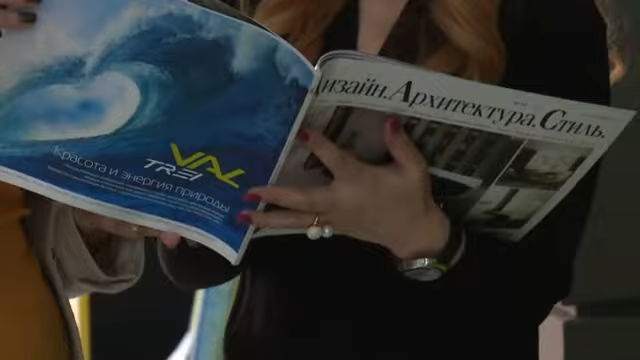 VAL
TREI
Красота и энергия природы
Дизайн.Архитектура.Стиль.